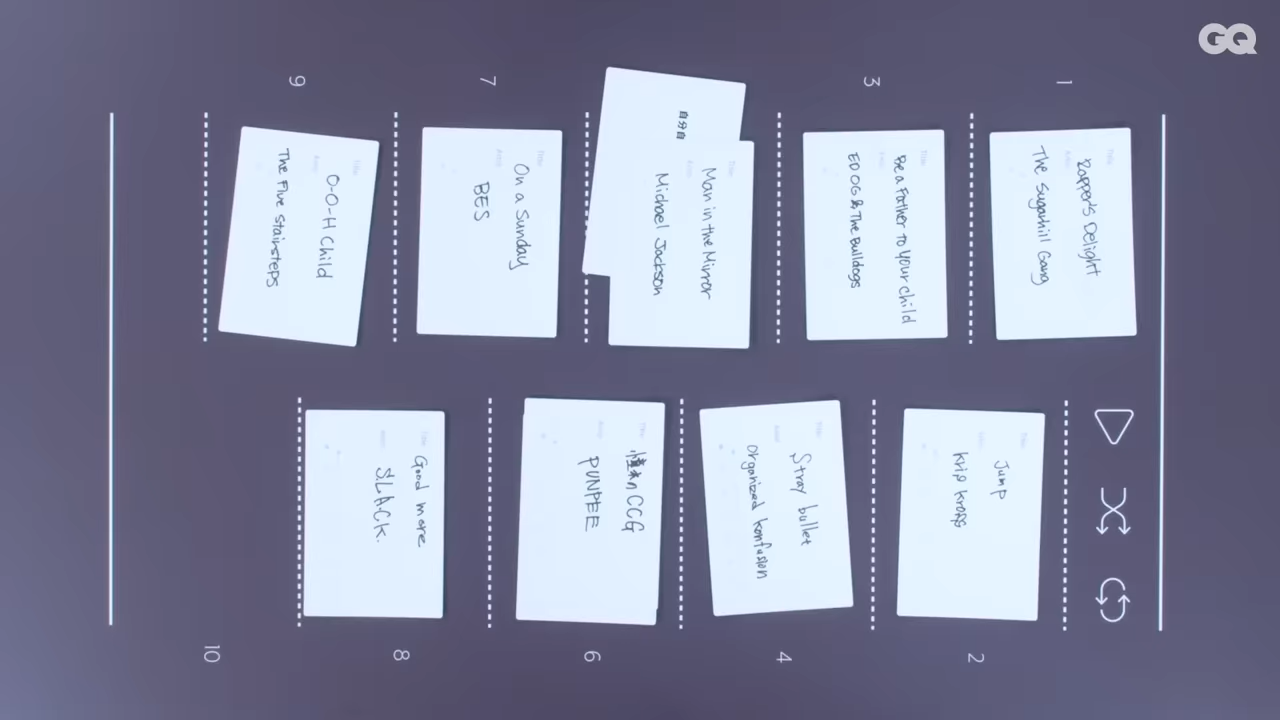 GQ
1
Rapper's Delight
The Sugarhill Gang
2
Jump
Kris Kross
3
Be a Father to Your child
ED OG & The Bulldogs
4
Stray bullet
organized konfusion
自分自
Man in the Mirror
Michael Jackson
6
CCG
PUNPEE
7
On a Sunday
BES
8
Good more
5LACK.
9
O-O-H Child
The Five Stairsteps
10